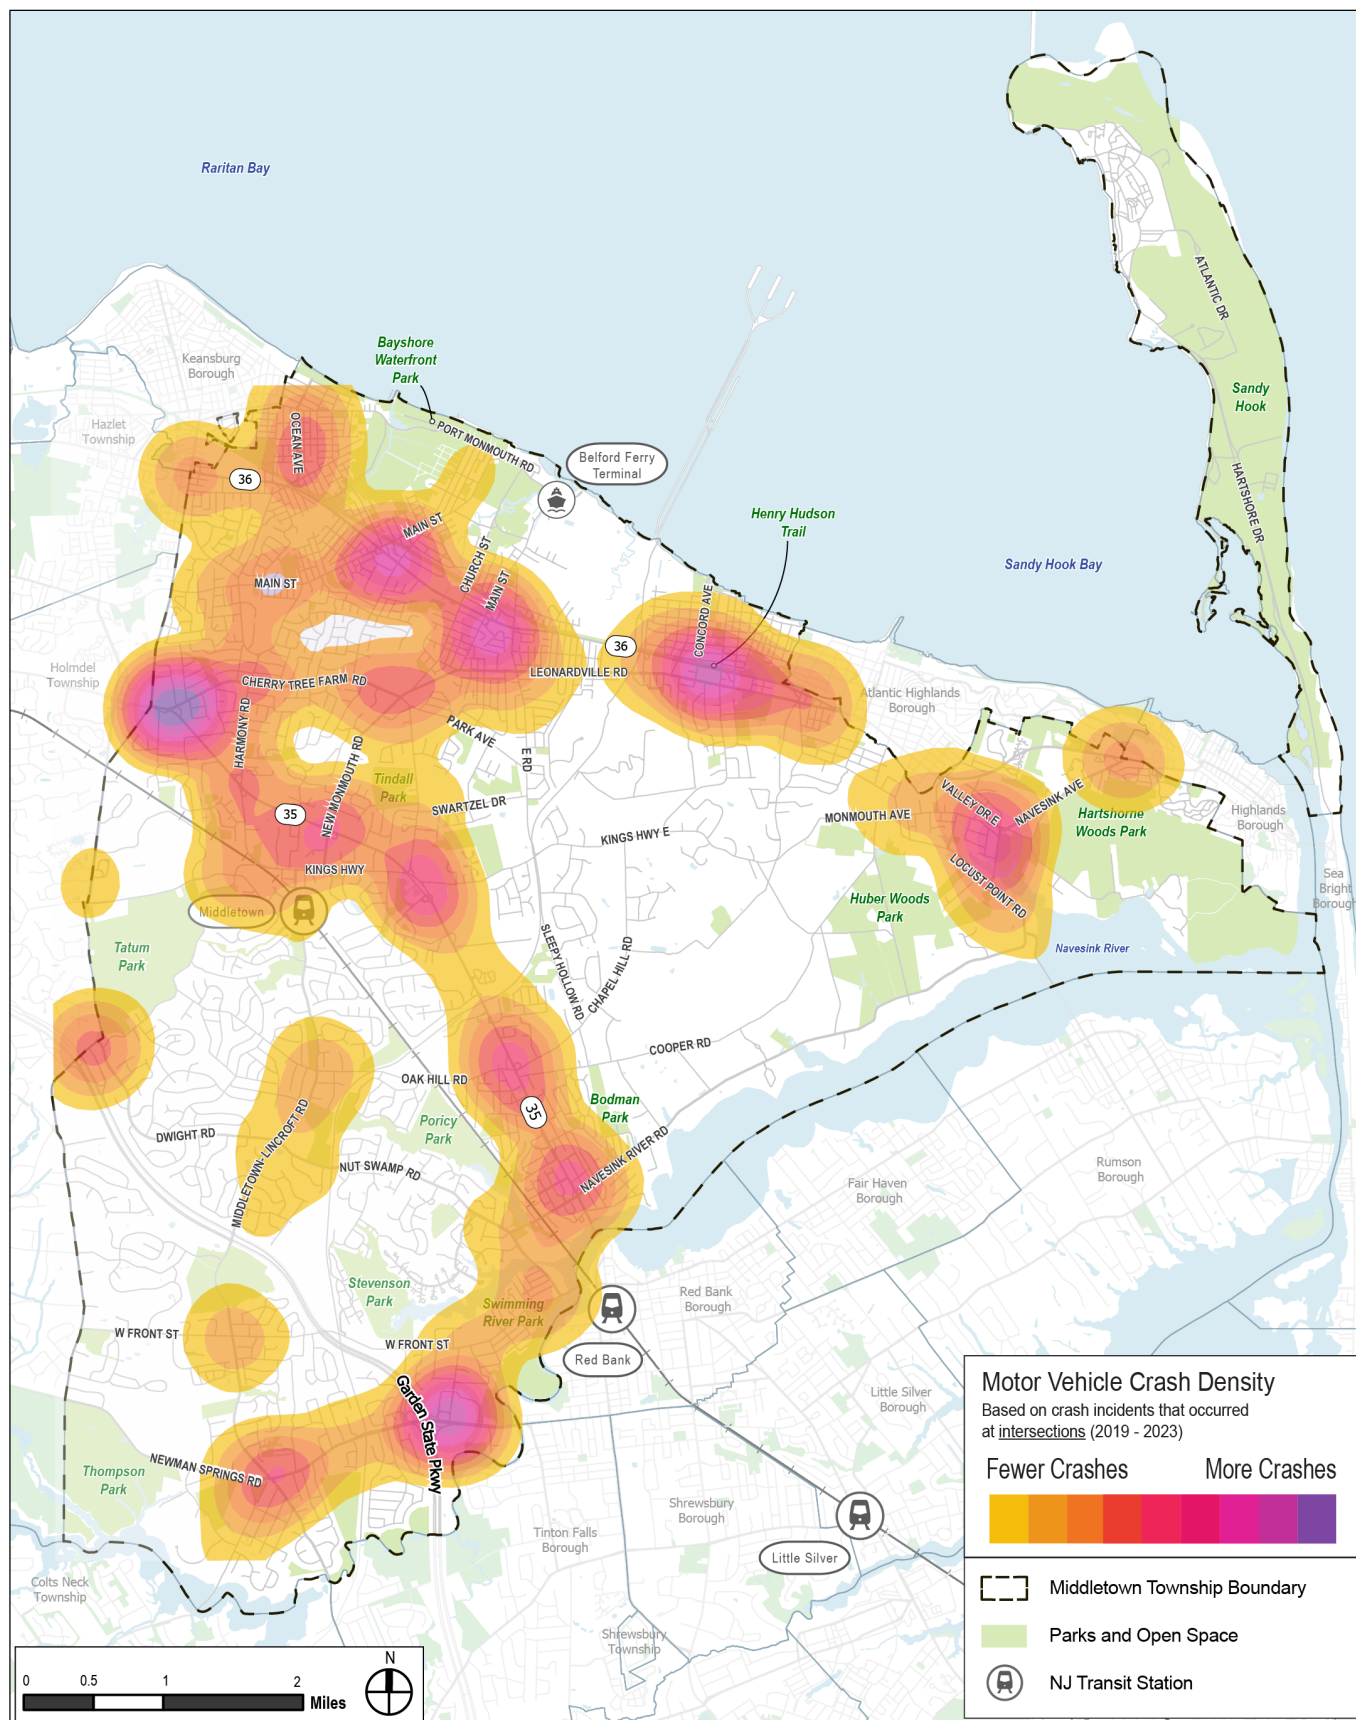 Raritan Bay
Keansburg
Borough
Hazlet
Township
Bayshore
Waterfront
Park
OCEAN AVE
PORT MONMOUTH RD
Belford Ferry
Terminal
36
MAIN ST
CHURCH ST
MAIN ST
MAIN ST
Henry Hudson
Trail
Sandy Hook Bay
ATLANTIC DR
Sandy
Hook
HARTSHORE DR
Holmdel
Township
CHERRY TREE FARM RD
HARMONY RD
36
LEONARDVILLE RD
CONCORD AVE
Atlantic Highlands
Borough
PARK AVE
E RD
NEW MONMOUTH RD
Tindall
Park
35
SWARTZEL DR
KINGS HWY E
KINGS HWY
MONMOUTH AVE
VALLEY DR E
NAVESINK AVE
Hartshorne
Woods Park
Highlands
Borough
LOCUST POINT RD
Sea
Bright
Borough
Huber Woods
Park
Middletown
Navesink River
Tatum
Park
SLEEPY HOLLOW RD
CHAPEL HILL RD
COOPER RD
OAK HILL RD
35
Bodman
Park
Poricy
Park
DWIGHT RD
MIDDLETOWN- LINCROFT RD
NUT SWAMP RD
NAVESINK RIVER RD
Rumson
Borough
Fair Haven
Borough
Stevenson
Park
Swimming
River Park
Red Bank
Borough
W FRONT ST
W FRONT ST
Red Bank
Garden State Pkwy
Little Silver
Borough
NEWMAN SPRINGS RD
Thompson
Park
Shrewsbury
Borough
Tinton Falls
Borough
Little Silver
Colts Neck
Township
Shrewsbury
Township
Motor Vehicle Crash Density
Based on crash incidents that occurred
at intersections (2019 - 2023)
Fewer Crashes More Crashes
Middletown Township Boundary
Parks and Open Space
NJ Transit Station
0 0.5 1 2
Miles
N